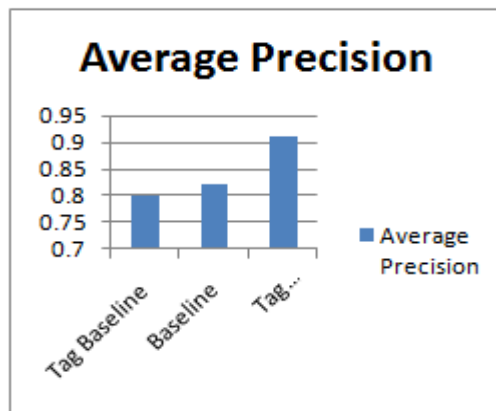 Average Precision
0.95
0.9
0.85
0.8
0.75
0.7
Tag Baseline
Baseline
Tag...
Average
Precision